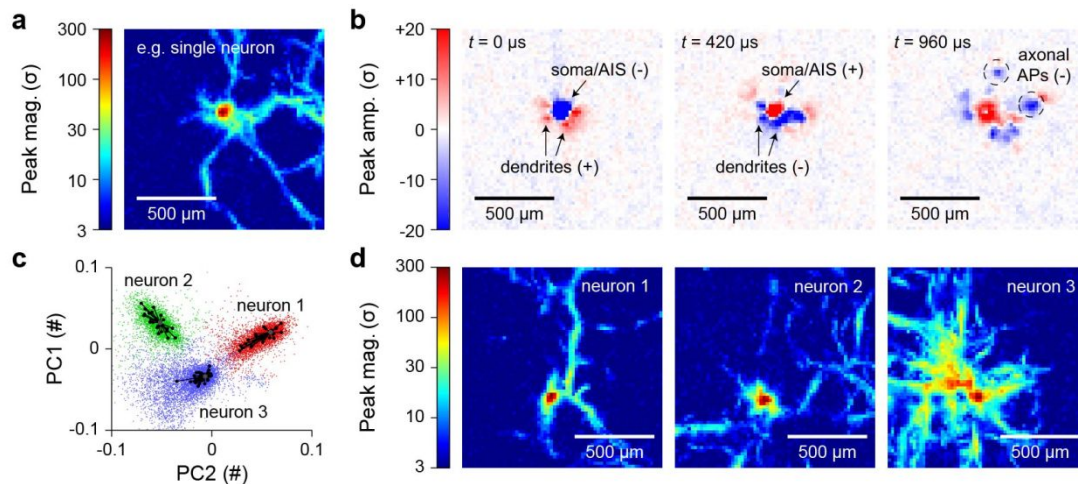 a
300
100
30
10
3
Peak mag. (σ)
e.g. single neuron
500 µm
b
+20
+10
0
-10
-20
Peak amp. (σ)
t = 0 µs
soma/AIS (-)
dendrites (+)
500 µm
t = 420 µs
soma/AIS (+)
dendrites (-)
500 µm
t = 960 µs
axonal
APs (-)
500 µm
c
0.1
0
-0.1
PC1 (#)
neuron 2
neuron 1
neuron 3
-0.1
0
0.1
PC2 (#)
d
300
100
30
10
3
Peak mag. (σ)
neuron 1
500 µm
neuron 2
500 µm
neuron 3
500 µm